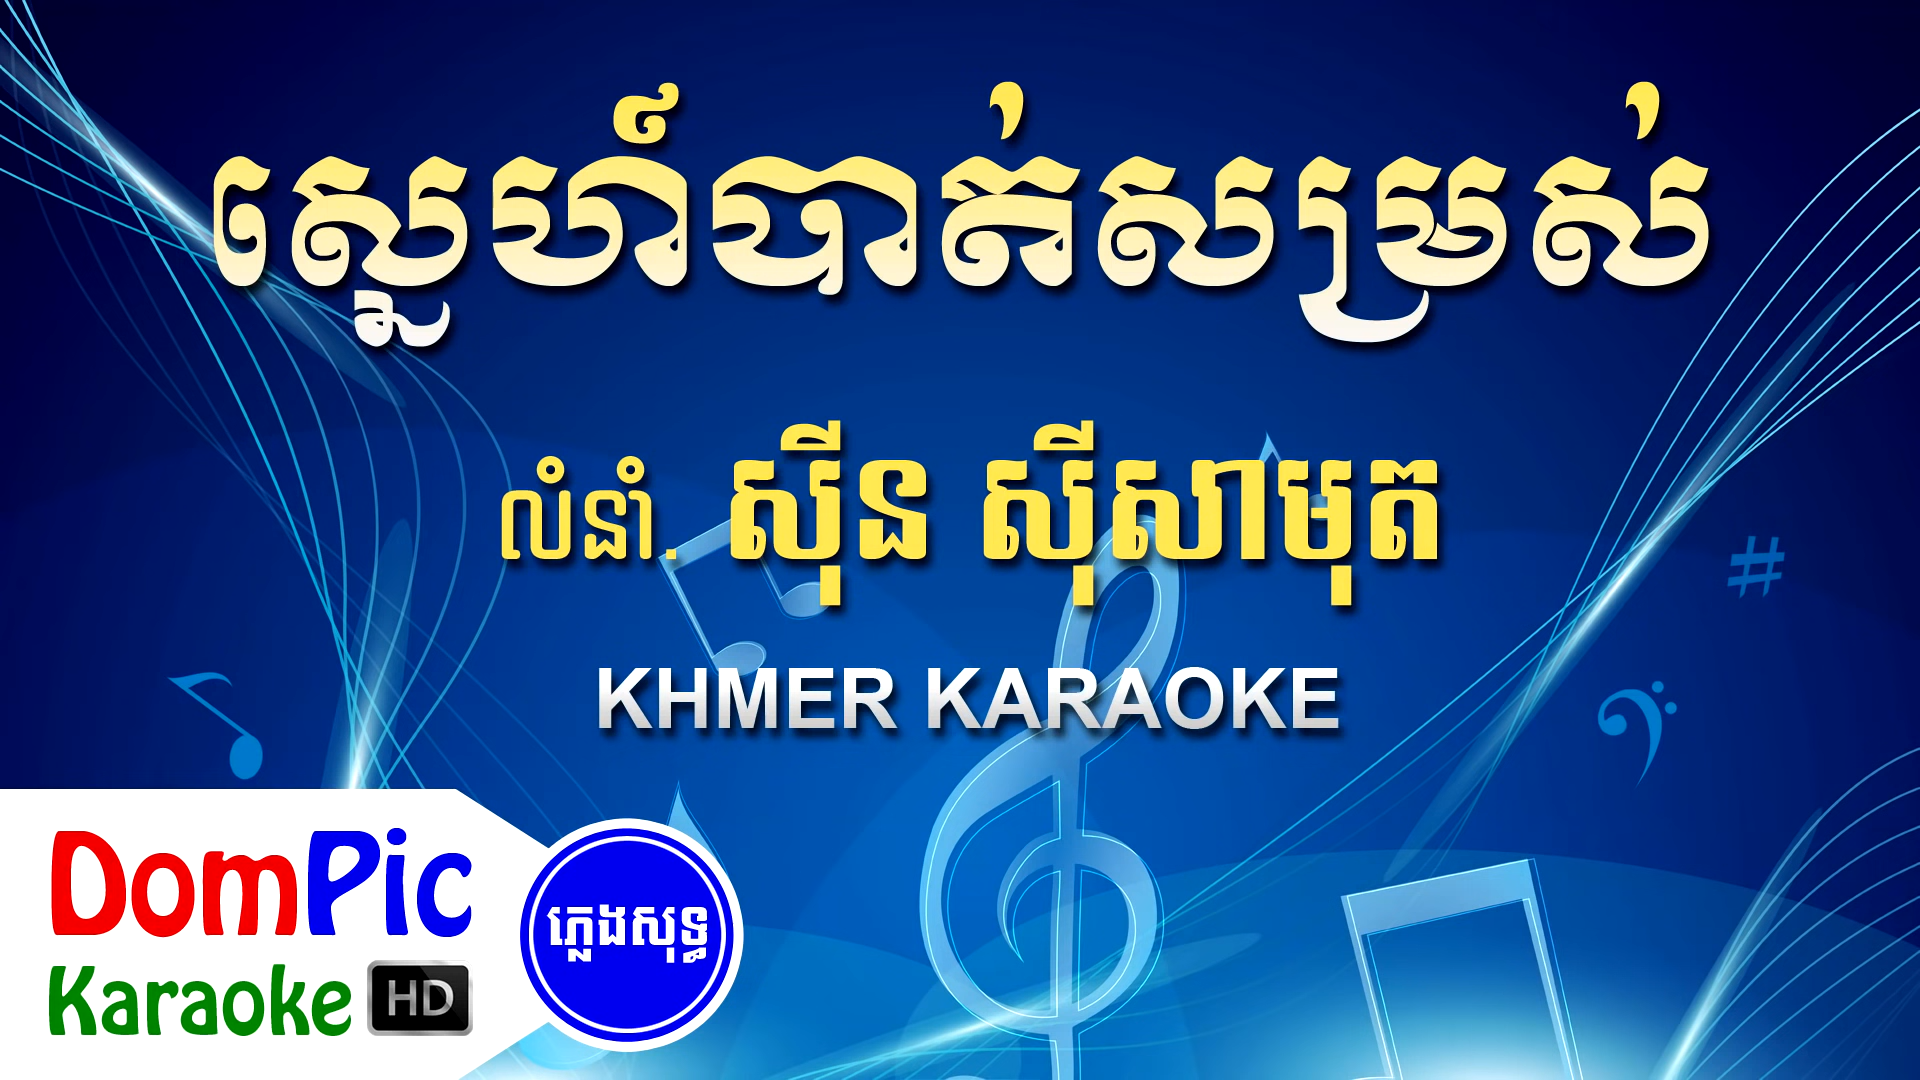 ស្នេហ៍បាត់សម្រស់
លំនាំ. ស៊ីន ស៊ីសាមុត
KHMER KARAOKE
DomPic
Karaoke HD
ភ្លេងសុទ្ធ